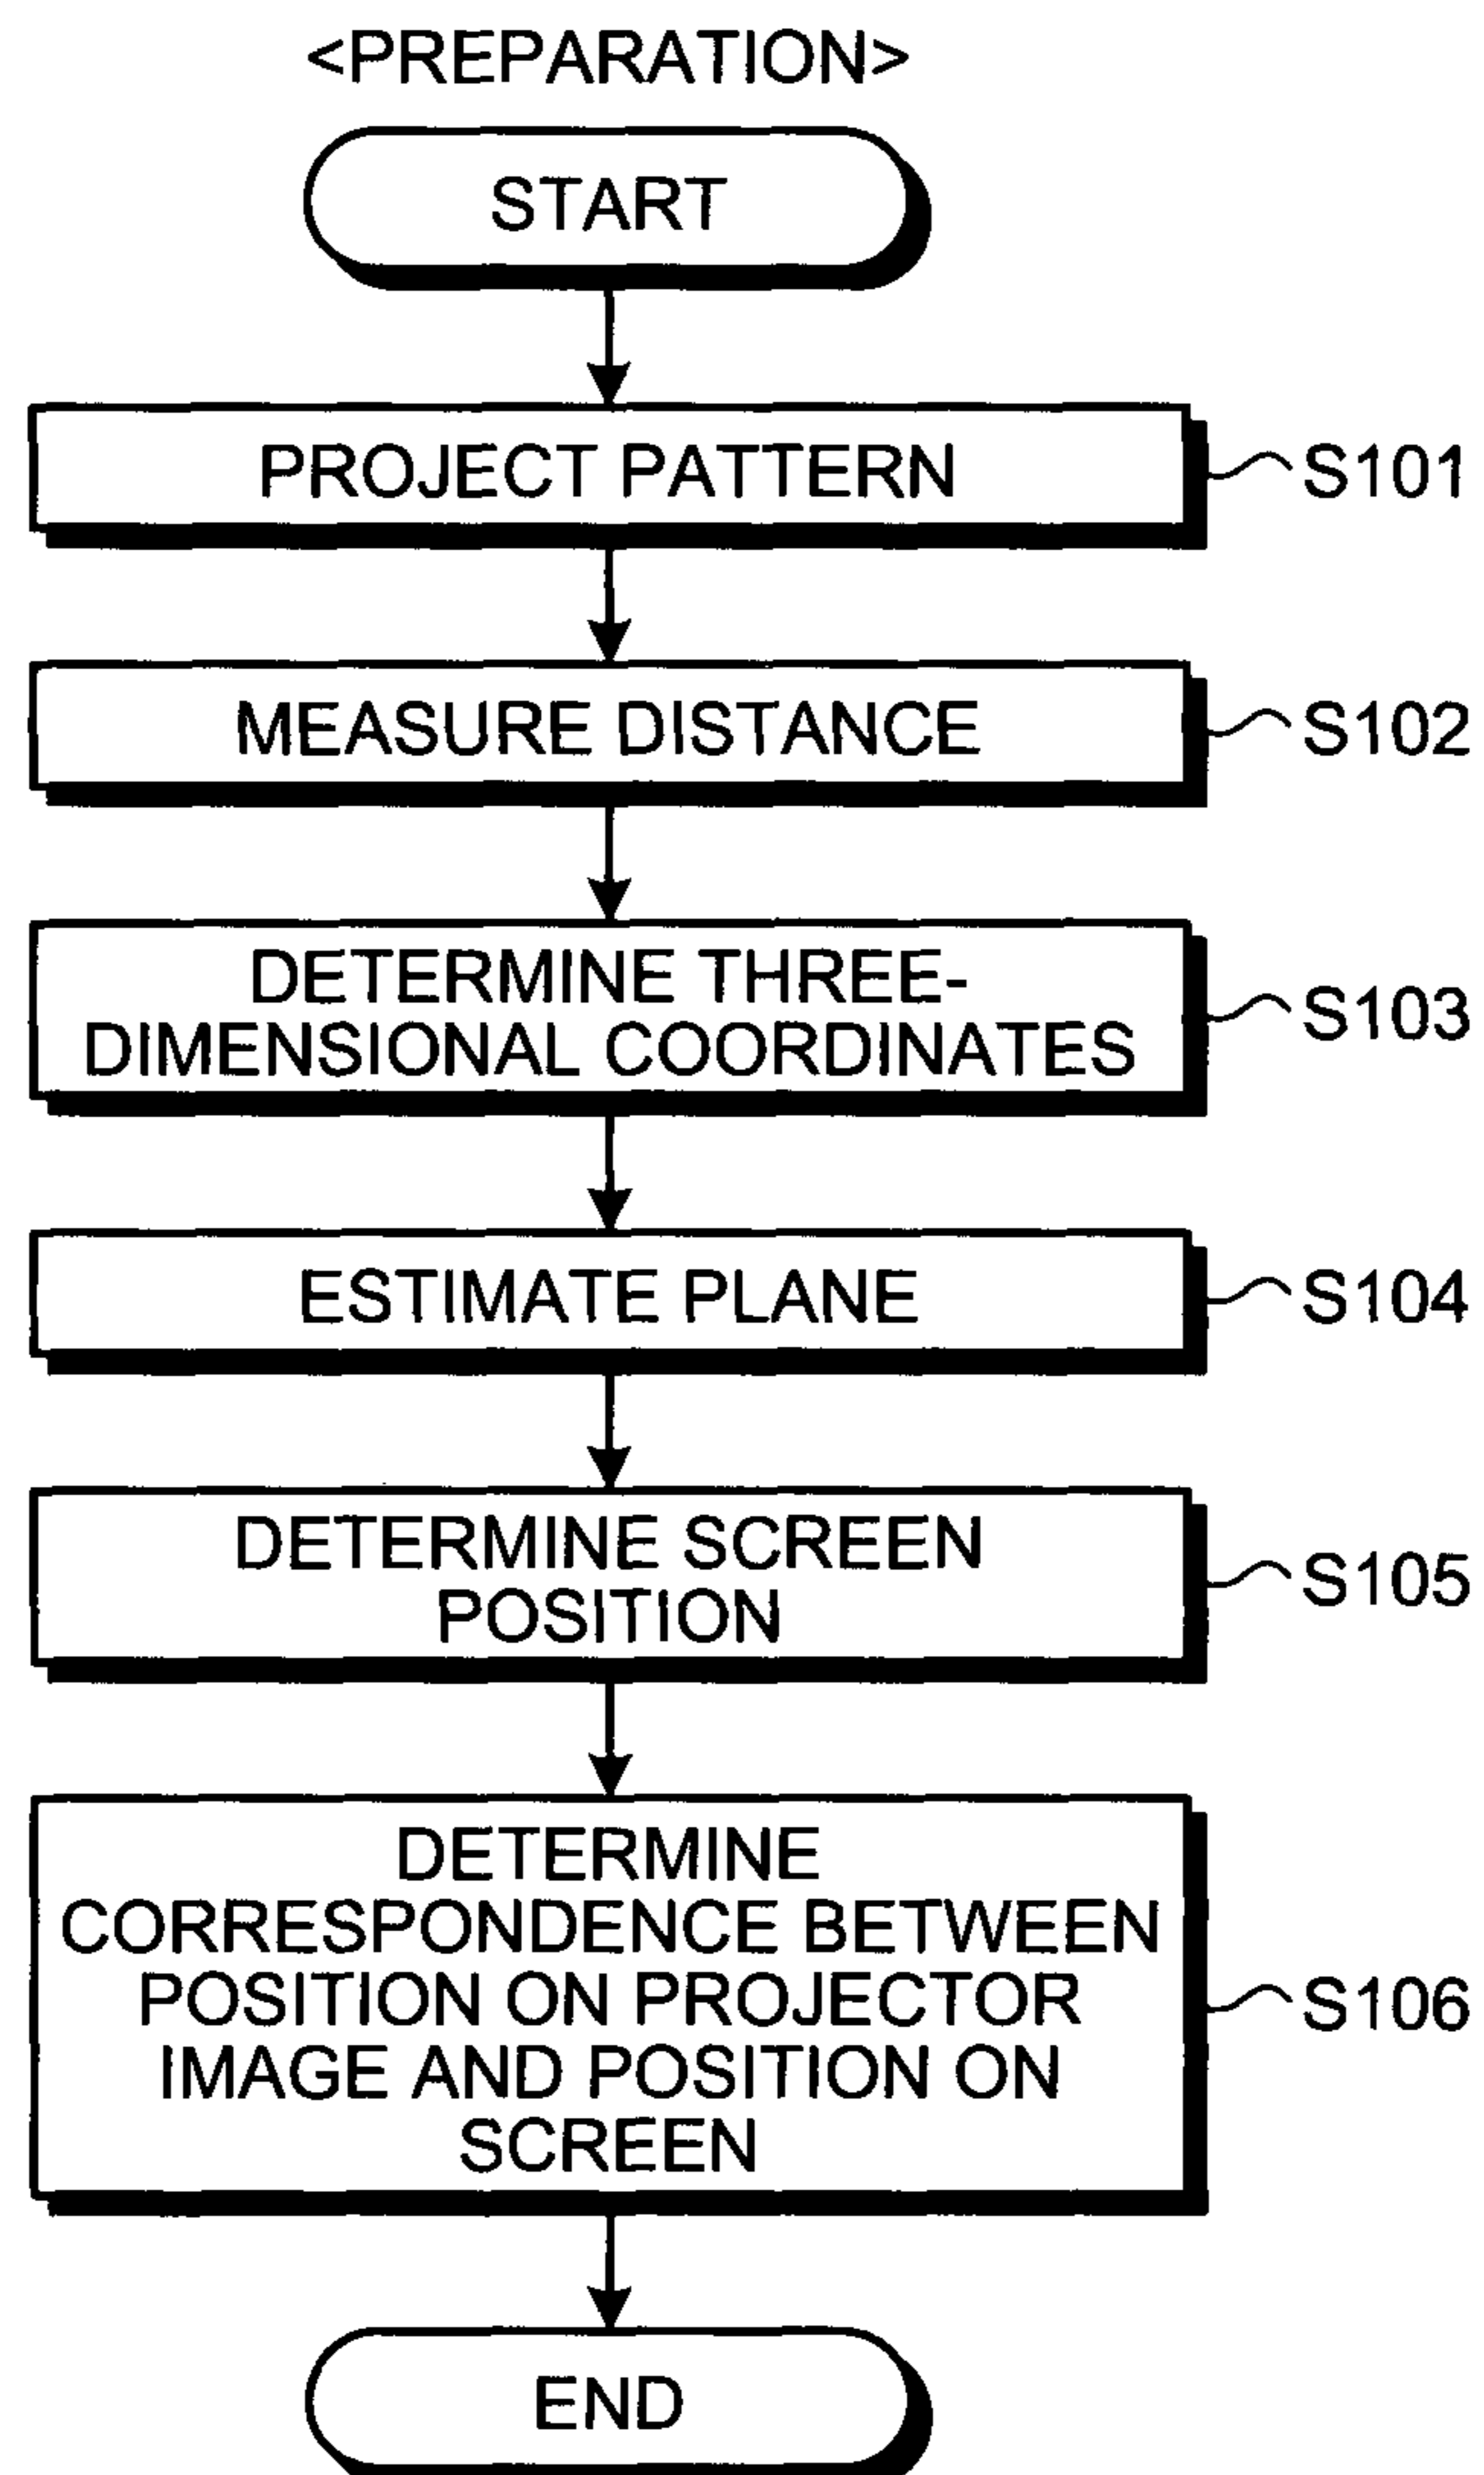 <PREPARATION>
START
PROJECT PATTERN
S101
MEASURE DISTANCE
S102
DETERMINE THREE-
DIMENSIONAL COORDINATES
S103
ESTIMATE PLANE
S104
DETERMINE SCREEN
POSITION
S105
DETERMINE
CORRESPONDENCE BETWEEN
POSITION ON PROJECTOR
IMAGE AND POSITION ON
SCREEN
S106
END